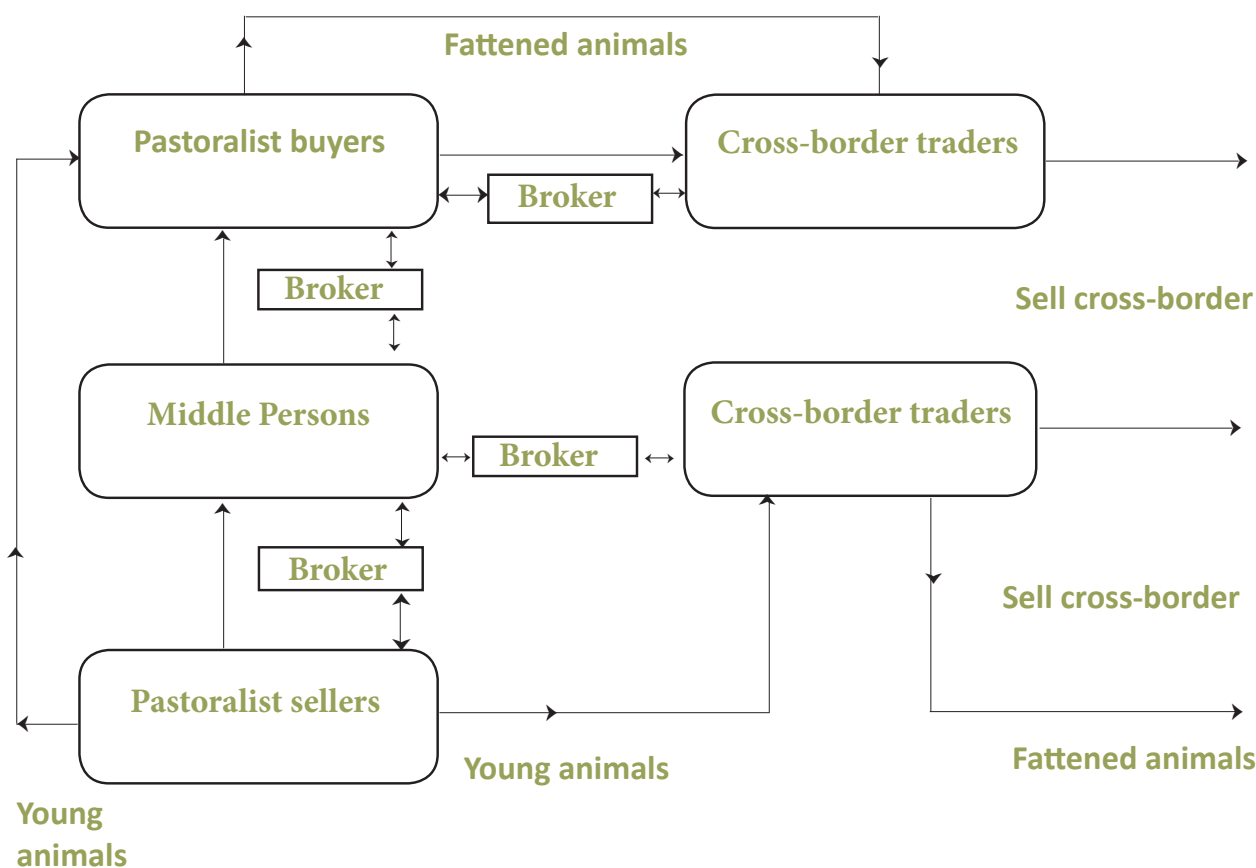 Fattened animals
Pastoralist buyers
Cross-border traders
Broker
Broker
Sell cross-border
Middle Persons
Cross-border traders
Broker
Broker
Sell cross-border
Pastoralist sellers
Young animals
Fattened animals
Young
animals